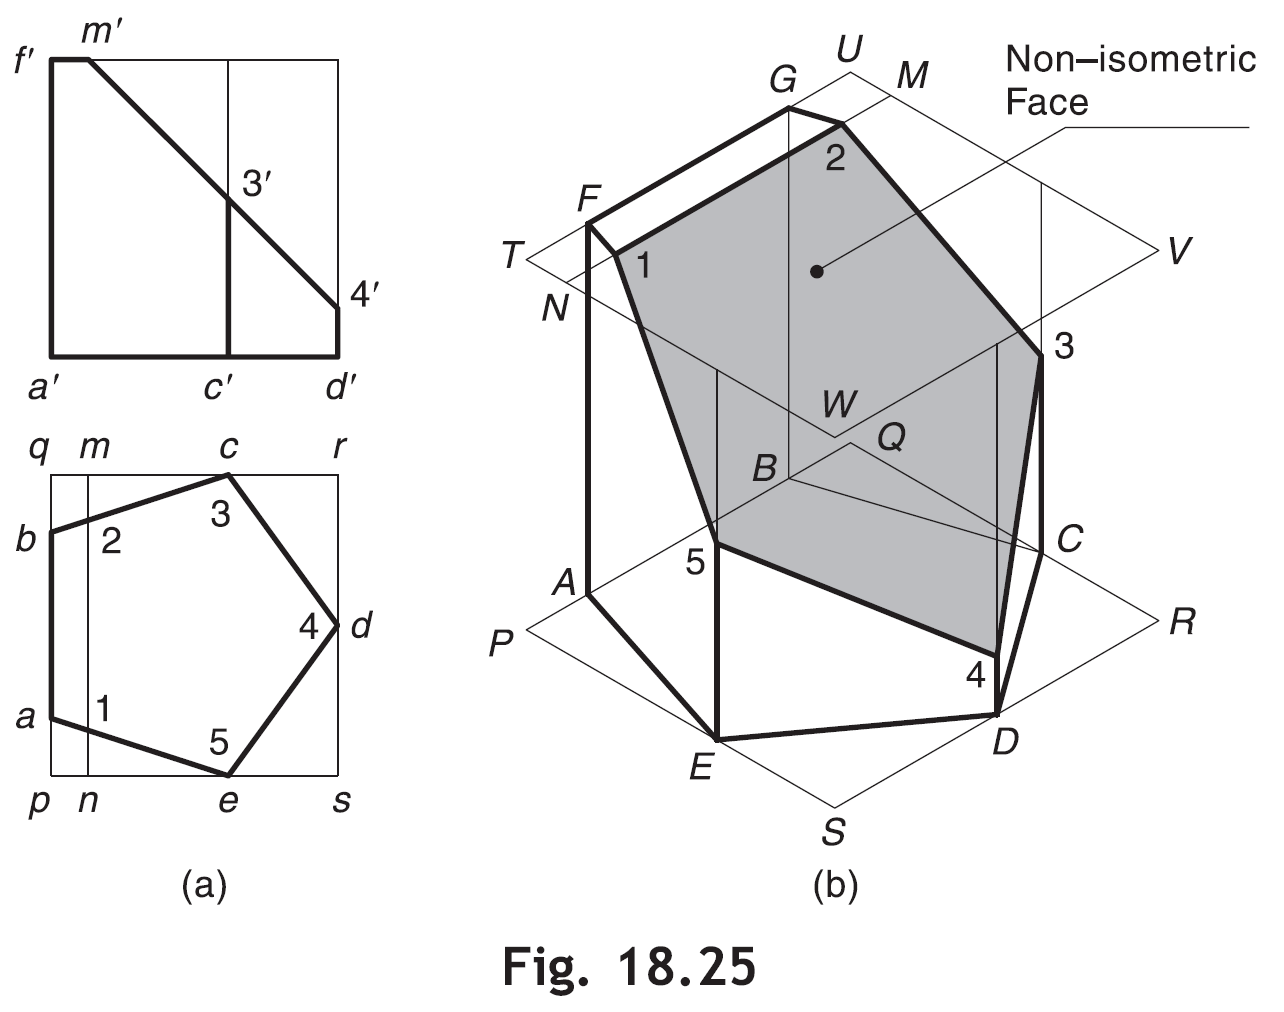 m′
f′
3′
4′
a′ c′ d′
q m c r
b 2 3
4 d
a 1 5
p n e s
(a)
U
G M
Non–isometric
Face
2
F
T 1 V
N
3
W
Q
B
C
5
A
P R
4
D
E
S
(b)
Fig. 18.25